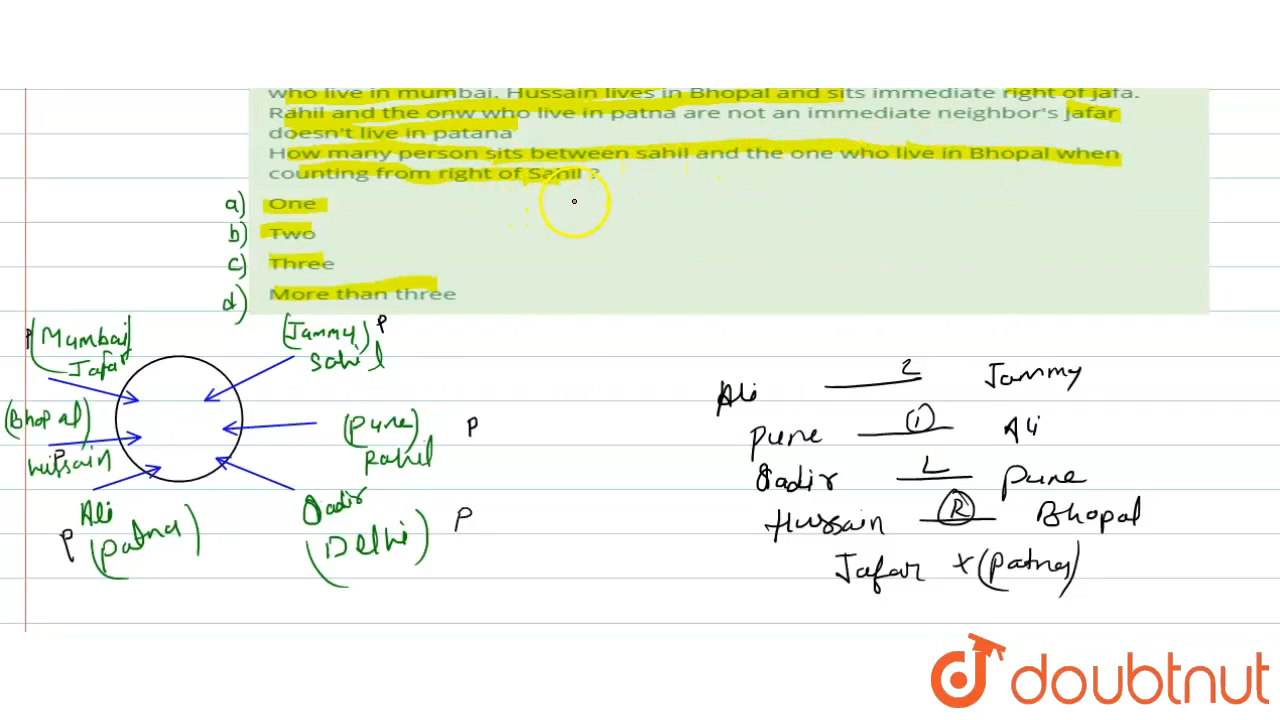 who live in mumbai. Hussain lives in Bhopal and sits immediate right of jafa.
Rahil and the onw who live in patna are not an immediate neighbor's jafar
doesn't live in patana
How many person sits between sahil and the one who live in Bhopal when
counting from right of Sahil ?
a) One
b) Two
c) Three
d) More than three
P (Mumbai)
Jafar
(Jammy) P
Sahil
(Bhopal)
P
Hussain
(Pune) P
Rahil
Ali
P (Patna)
Qadir P
(Delhi)
Ali 2 Jammy
Pune 1 Ali
Qadir L Pune
Hussain R Bhopal
Jafar x (Patna)
doubtnut